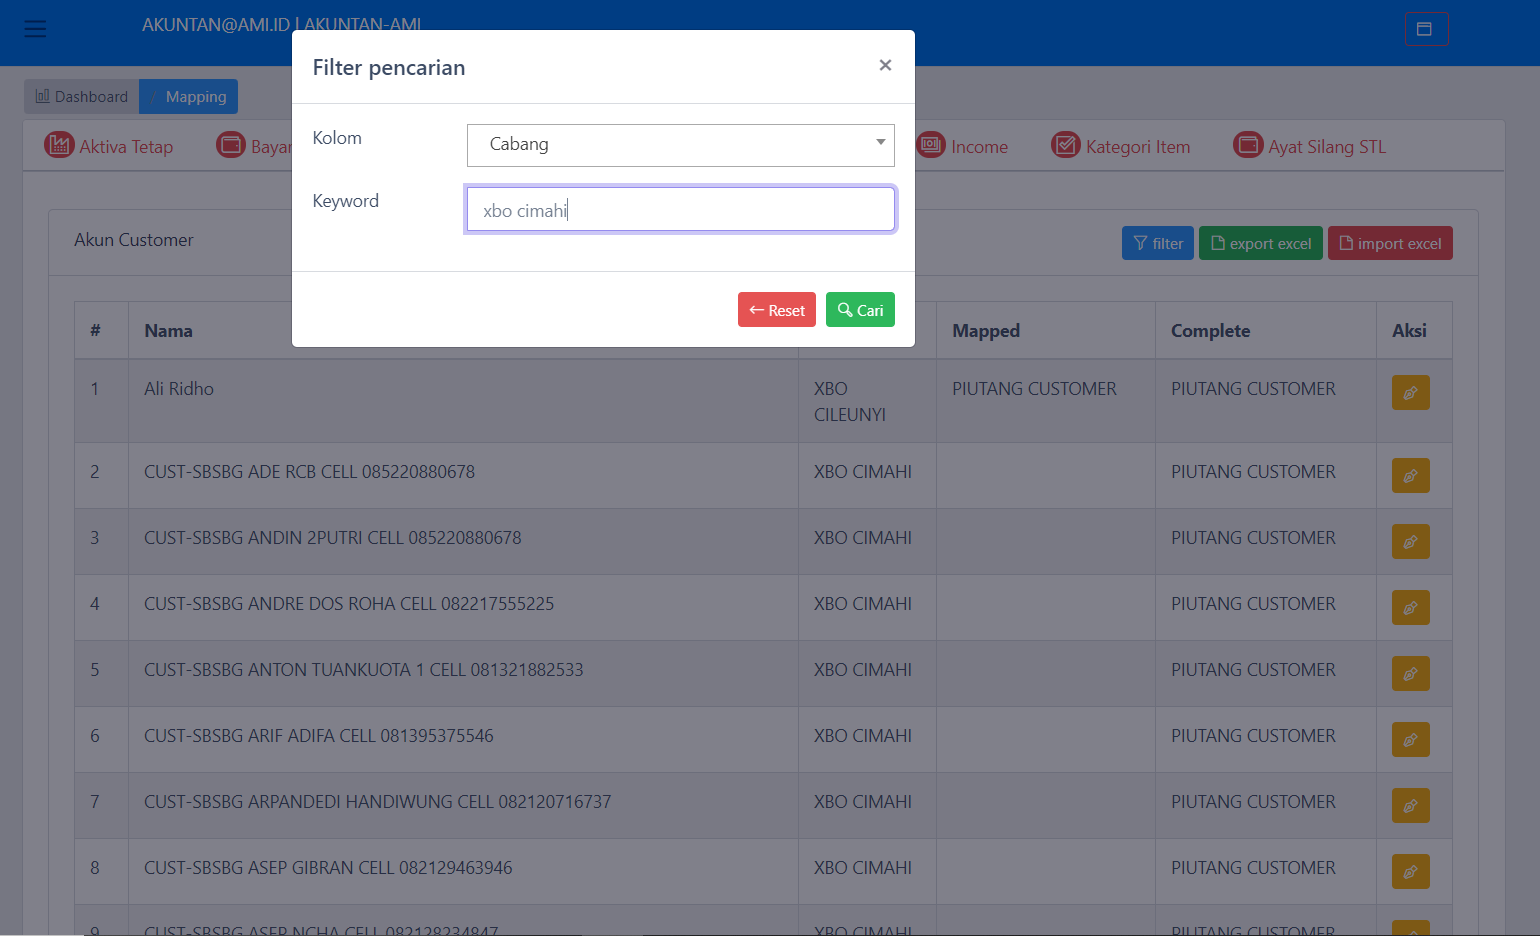 AKUNTAN@AMI.ID | AKUNTAN-AMI
Filter pencarian
×
Dashboard / Mapping
Kolom
Cabang
Aktiva Tetap
Bayar
Income
Kategori Item
Ayat Silang STL
Keyword
xbo cimahi
Akun Customer
filter
export excel
import excel
Reset
Cari
# Nama Mapped Complete Aksi
1 Ali Ridho XBO CILEUNYI PIUTANG CUSTOMER PIUTANG CUSTOMER
2 CUST-SBSBG ADE RCB CELL 085220880678 XBO CIMAHI PIUTANG CUSTOMER
3 CUST-SBSBG ANDIN 2PUTRI CELL 085220880678 XBO CIMAHI PIUTANG CUSTOMER
4 CUST-SBSBG ANDRE DOS ROHA CELL 082217555225 XBO CIMAHI PIUTANG CUSTOMER
5 CUST-SBSBG ANTON TUANKUOTA 1 CELL 081321882533 XBO CIMAHI PIUTANG CUSTOMER
6 CUST-SBSBG ARIF ADIFA CELL 081395375546 XBO CIMAHI PIUTANG CUSTOMER
7 CUST-SBSBG ARPANDEDI HANDIWUNG CELL 082120716737 XBO CIMAHI PIUTANG CUSTOMER
8 CUST-SBSBG ASEP GIBRAN CELL 082129463946 XBO CIMAHI PIUTANG CUSTOMER
9 CUST-SBSBG ASEP NCHA CELL 082128234847 XBO CIMAHI PIUTANG CUSTOMER